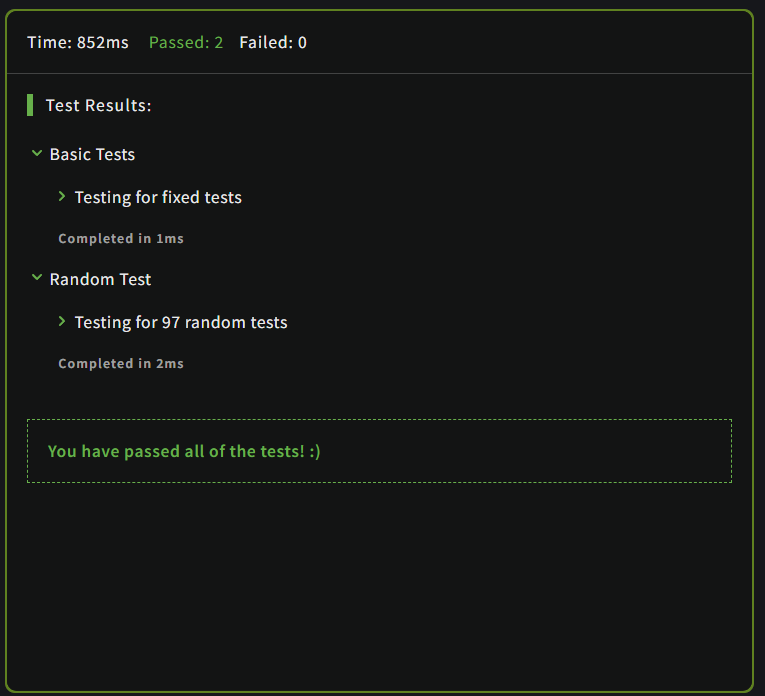 Time: 852ms Passed: 2 Failed: 0
Test Results:
Basic Tests
Testing for fixed tests
Completed in 1ms
Random Test
Testing for 97 random tests
Completed in 2ms
You have passed all of the tests! :)